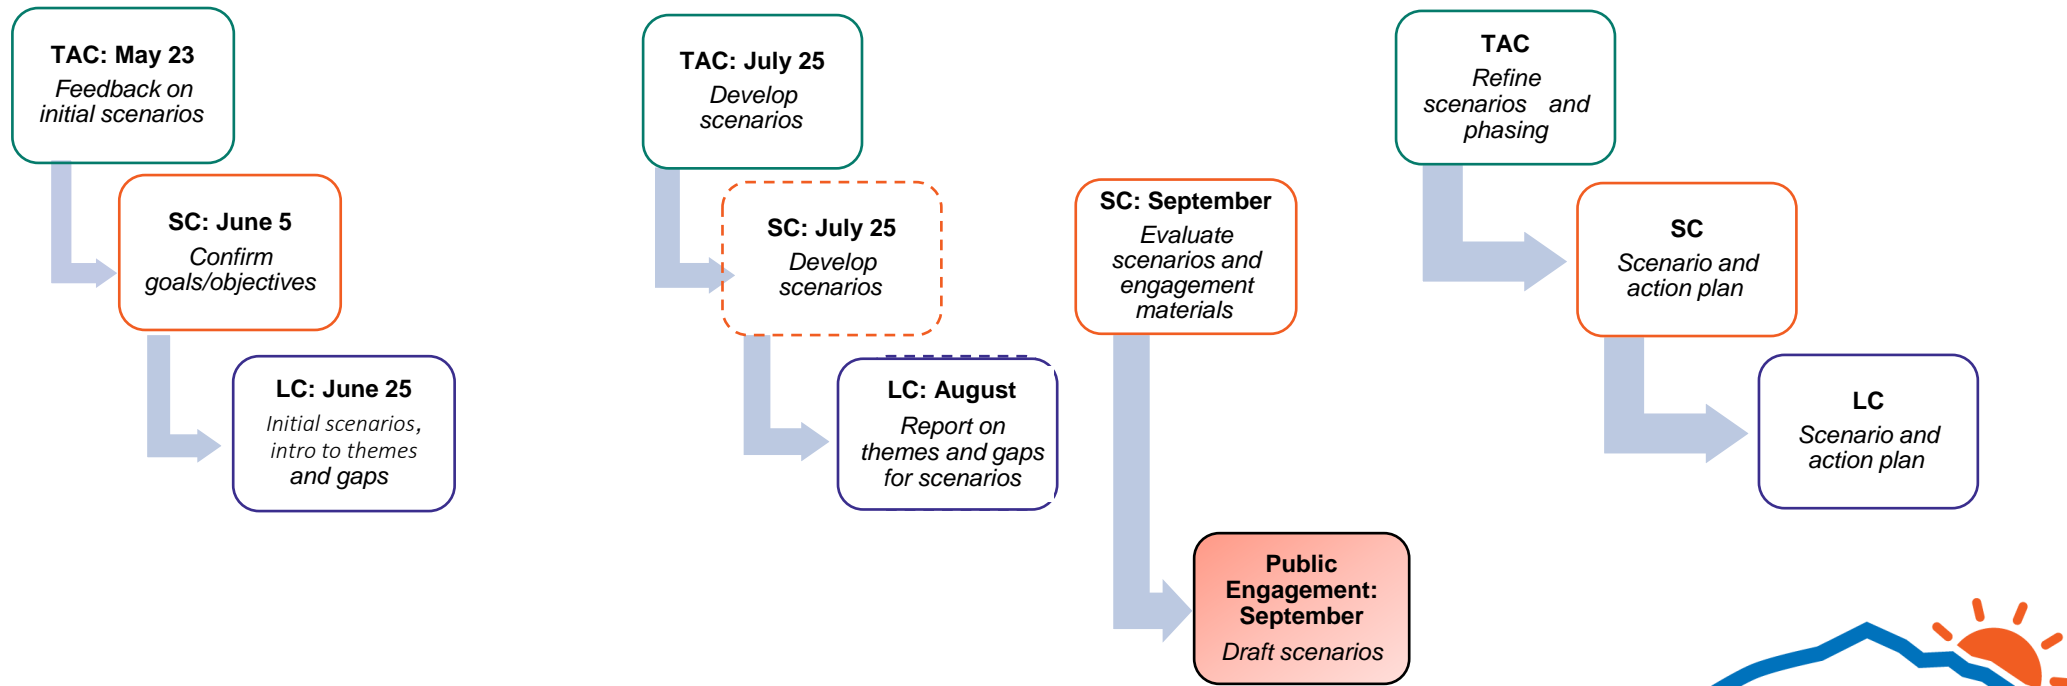 TAC: May 23
Feedback on
initial scenarios
SC: June 5
Confirm
goals/objectives
LC: June 25
Initial scenarios,
intro to themes
and gaps
TAC: July 25
Develop
scenarios
SC: July 25
Develop
scenarios
LC: August
Report on
themes and gaps
for scenarios
SC: September
Evaluate
scenarios and
engagement
materials
Public
Engagement:
September
Draft scenarios
TAC
Refine
scenarios and
phasing
SC
Scenario and
action plan
LC
Scenario and
action plan